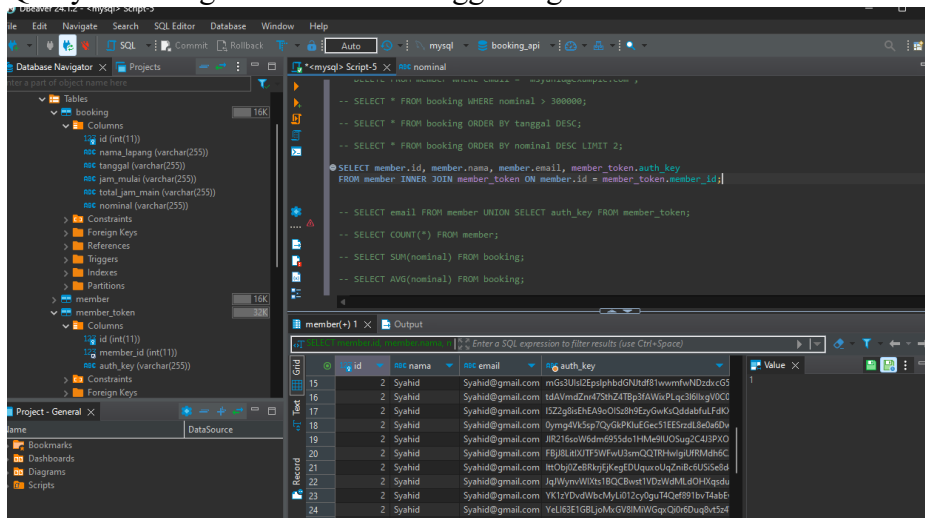 DBeaver 24.1.2 - <mysql> Script-5
File Edit Navigate Search SQL Editor Database Window Help
SQL Commit Rollback Auto mysql booking_api
Database Navigator Projects
<mysql> Script-5 nominal
enter a part of object name here
Tables
booking 16K
Columns
id (int(11))
nama_lapang (varchar(255))
tanggal (varchar(255))
jam_mulai (varchar(255))
total_jam_main (varchar(255))
nominal (varchar(255))
Constraints
Foreign Keys
References
Triggers
Indexes
Partitions
member 16K
member_token 32K
Columns
id (int(11))
member_id (int(11))
auth_key (varchar(255))
Constraints
Foreign Keys
-- SELECT * FROM booking WHERE nominal > 300000;
-- SELECT * FROM booking ORDER BY tanggal DESC;
-- SELECT * FROM booking ORDER BY nominal DESC LIMIT 2;
SELECT member.id, member.nama, member.email, member_token.auth_key
FROM member INNER JOIN member_token ON member.id = member_token.member_id;
-- SELECT email FROM member UNION SELECT auth_key FROM member_token;
-- SELECT COUNT(*) FROM member;
-- SELECT SUM(nominal) FROM booking;
-- SELECT AVG(nominal) FROM booking;
Project - General
Name DataSource
Bookmarks
Dashboards
Diagrams
Scripts
member(+) 1 Output
SELECT member.id, member.nama, m Enter a SQL expression to filter results (use Ctrl+Space)
Grid
Text
Record
id nama email auth_key
15 2 Syahid Syahid@gmail.com
16 2 Syahid Syahid@gmail.com
17 2 Syahid Syahid@gmail.com
18 2 Syahid Syahid@gmail.com
19 2 Syahid Syahid@gmail.com
20 2 Syahid Syahid@gmail.com
21 2 Syahid Syahid@gmail.com
22 2 Syahid Syahid@gmail.com
23 2 Syahid Syahid@gmail.com
24 2 Syahid Syahid@gmail.com
Value
1